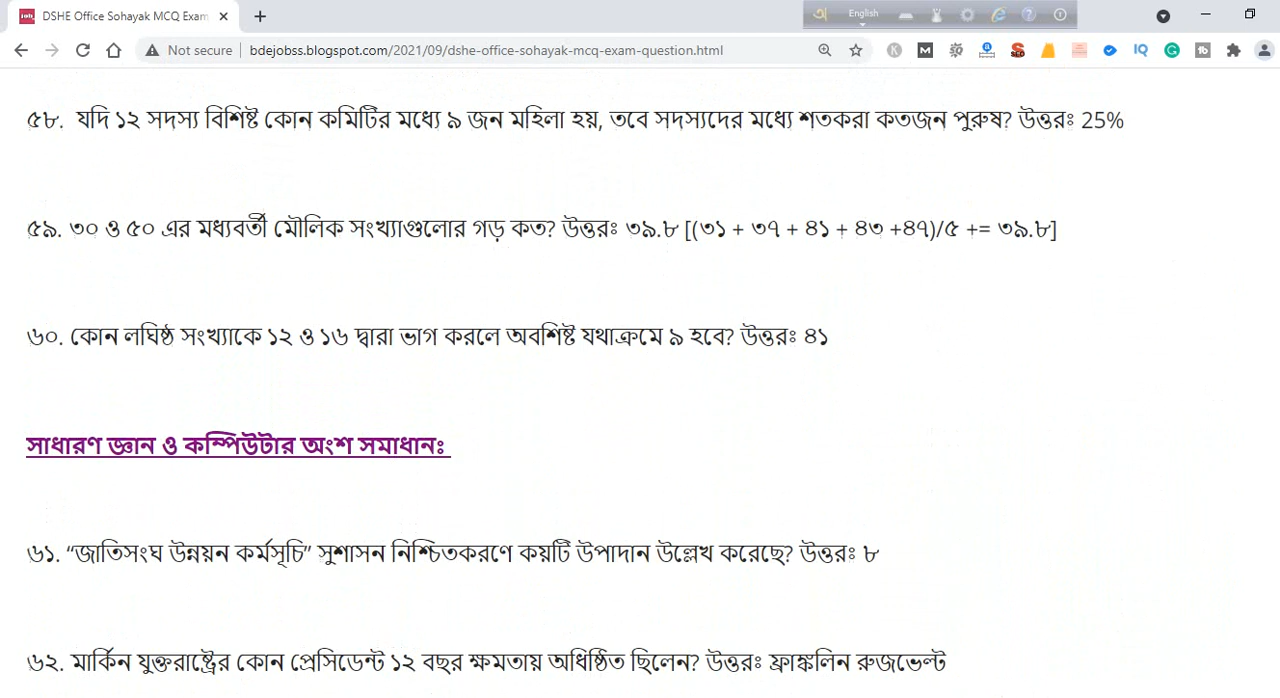 DSHE Office Sohayak MCQ Exam
English
Not secure | bdejobss.blogspot.com/2021/09/dshe-office-sohayak-mcq-exam-question.html
৫৮. যদি ১২ সদস্য বিশিষ্ট কোন কমিটির মধ্যে ৯ জন মহিলা হয়, তবে সদস্যদের মধ্যে শতকরা কতজন পুরুষ? উত্তরঃ 25%
৫৯. ৩০ ও ৫০ এর মধ্যবর্তী মৌলিক সংখ্যাগুলোর গড় কত? উত্তরঃ ৩৯.৮ [(৩১ + ৩৭ + ৪১ + ৪৩ +৪৭)/৫ += ৩৯.৮]
৬০. কোন লঘিষ্ঠ সংখ্যাকে ১২ ও ১৬ দ্বারা ভাগ করলে অবশিষ্ট যথাক্রমে ৯ হবে? উত্তরঃ ৪১
সাধারণ জ্ঞান ও কম্পিউটার অংশ সমাধানঃ
৬১. “জাতিসংঘ উন্নয়ন কর্মসূচি” সুশাসন নিশ্চিতকরণে কয়টি উপাদান উল্লেখ করেছে? উত্তরঃ ৮
৬২. মার্কিন যুক্তরাষ্ট্রের কোন প্রেসিডেন্ট ১২ বছর ক্ষমতায় অধিষ্ঠিত ছিলেন? উত্তরঃ ফ্রাঙ্কলিন রুজভেল্ট